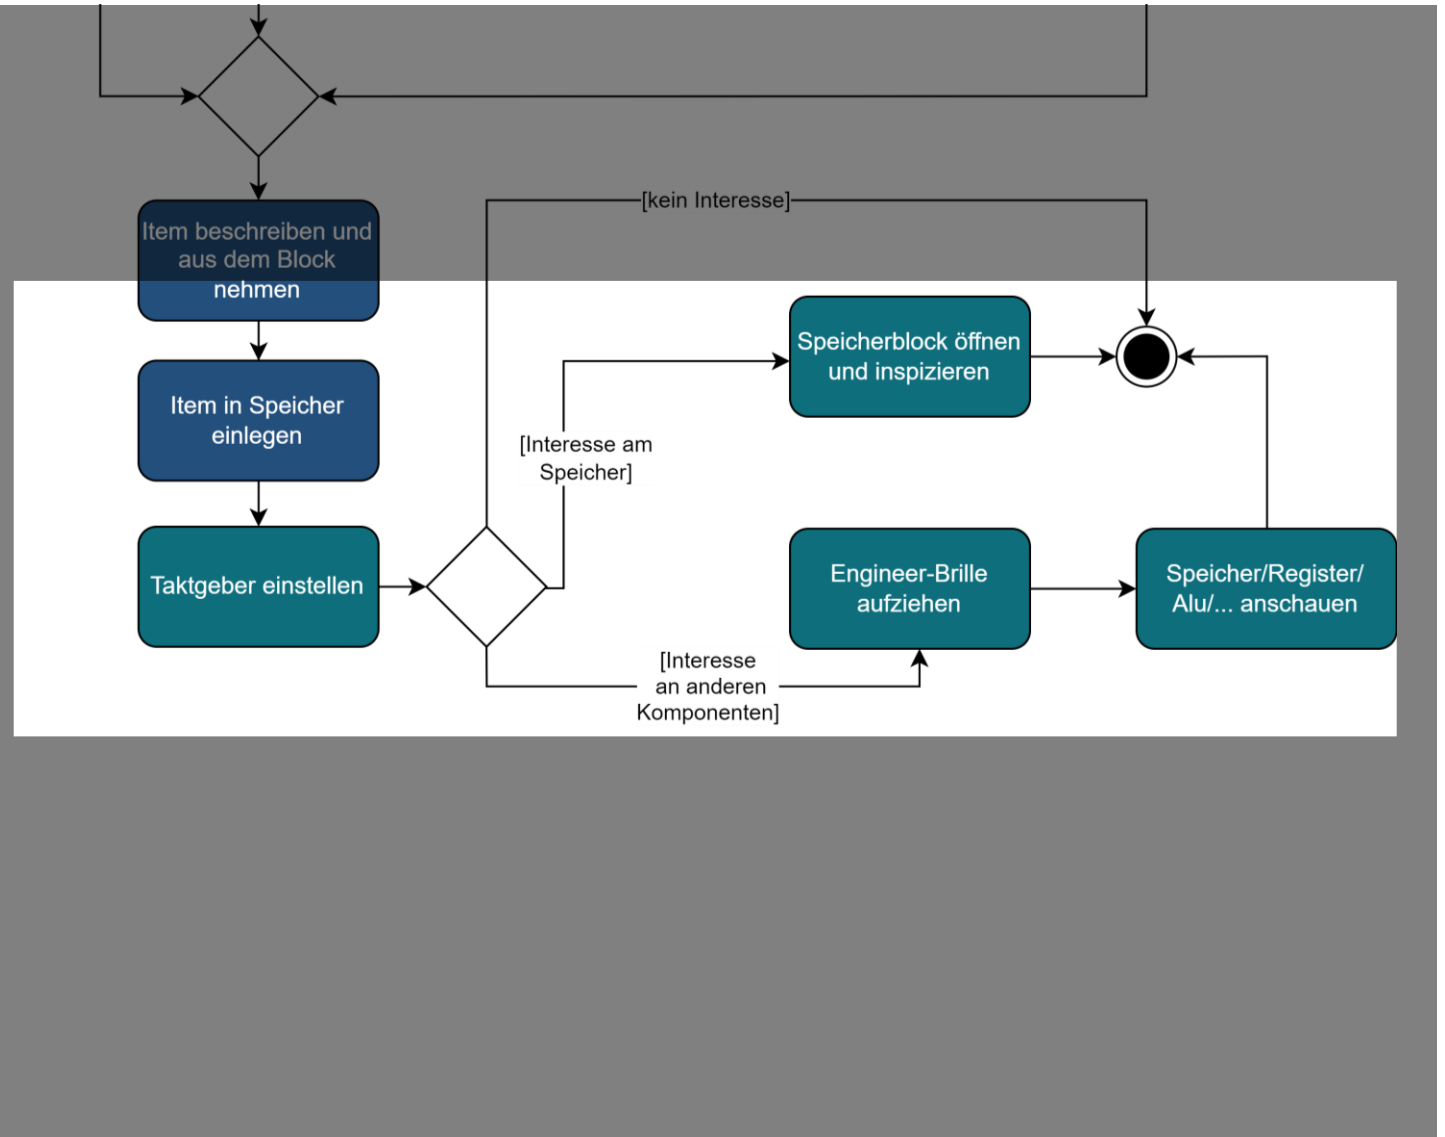 [kein Interesse]
Item beschreiben und
aus dem Block
nehmen
Item in Speicher
einlegen
Taktgeber einstellen
[Interesse am
Speicher]
Speicherblock öffnen
und inspizieren
[Interesse
an anderen
Komponenten]
Engineer-Brille
aufziehen
Speicher/Register/
Alu/... anschauen